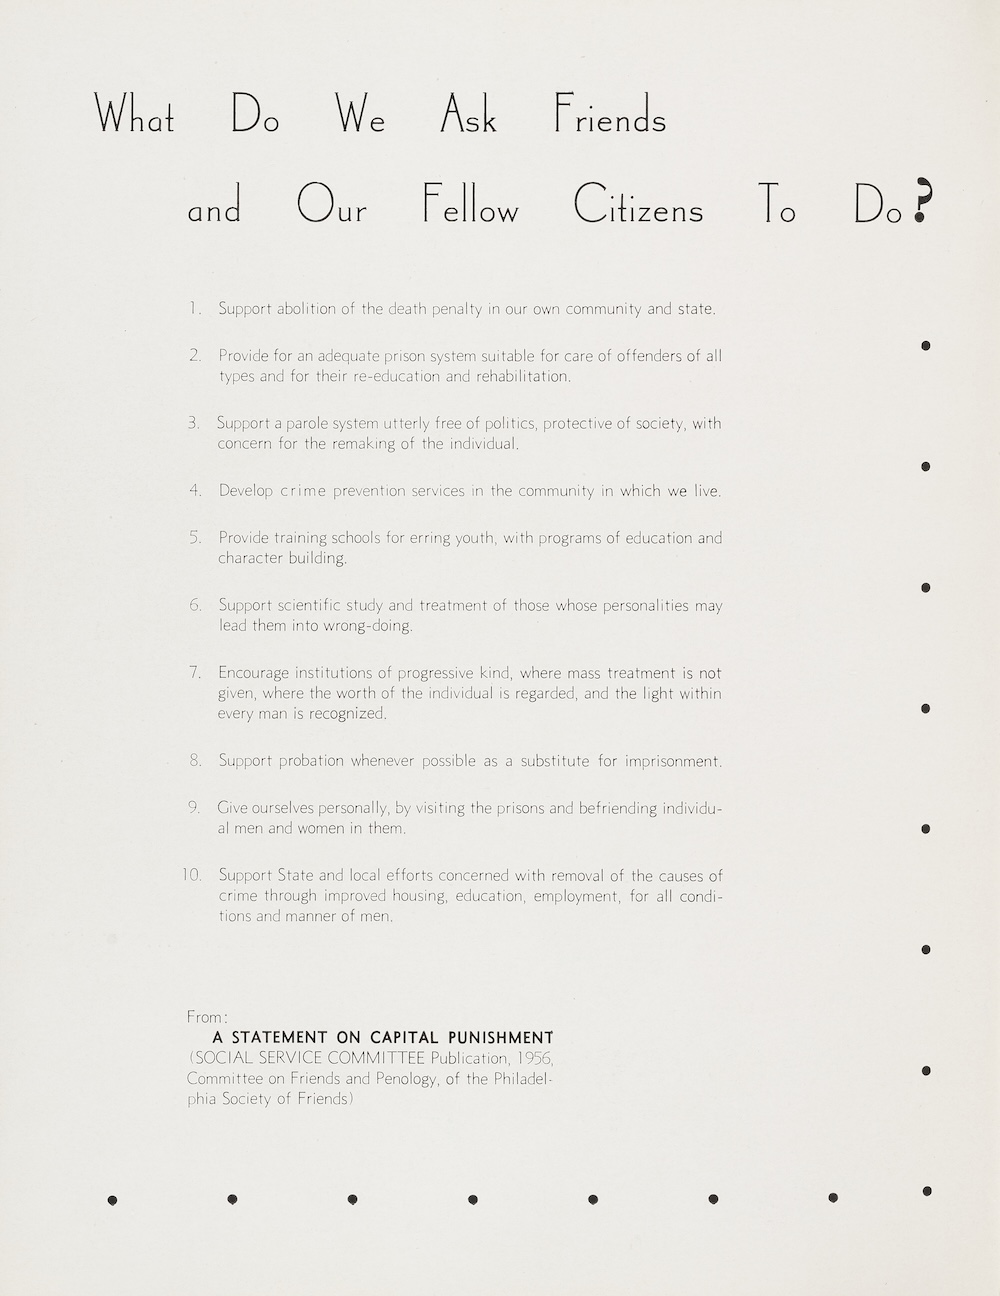 What Do We Ask Friends
and Our Fellow Citizens To Do?
1. Support abolition of the death penalty in our own community and state.
2. Provide for an adequate prison system suitable for care of offenders of all
types and for their re-education and rehabilitation.
3. Support a parole system utterly free of politics, protective of society, with
concern for the remaking of the individual.
4. Develop crime prevention services in the community in which we live.
5. Provide training schools for erring youth, with programs of education and
character building.
6. Support scientific study and treatment of those whose personalities may
lead them into wrong-doing.
7. Encourage institutions of progressive kind, where mass treatment is not
given, where the worth of the individual is regarded, and the light within
every man is recognized.
8. Support probation whenever possible as a substitute for imprisonment.
9. Give ourselves personally, by visiting the prisons and befriending individu-
al men and women in them.
10. Support State and local efforts concerned with removal of the causes of
crime through improved housing, education, employment, for all condi-
tions and manner of men.
From:
A STATEMENT ON CAPITAL PUNISHMENT
(SOCIAL SERVICE COMMITTEE Publication, 1956,
Committee on Friends and Penology, of the Philadel-
phia Society of Friends)